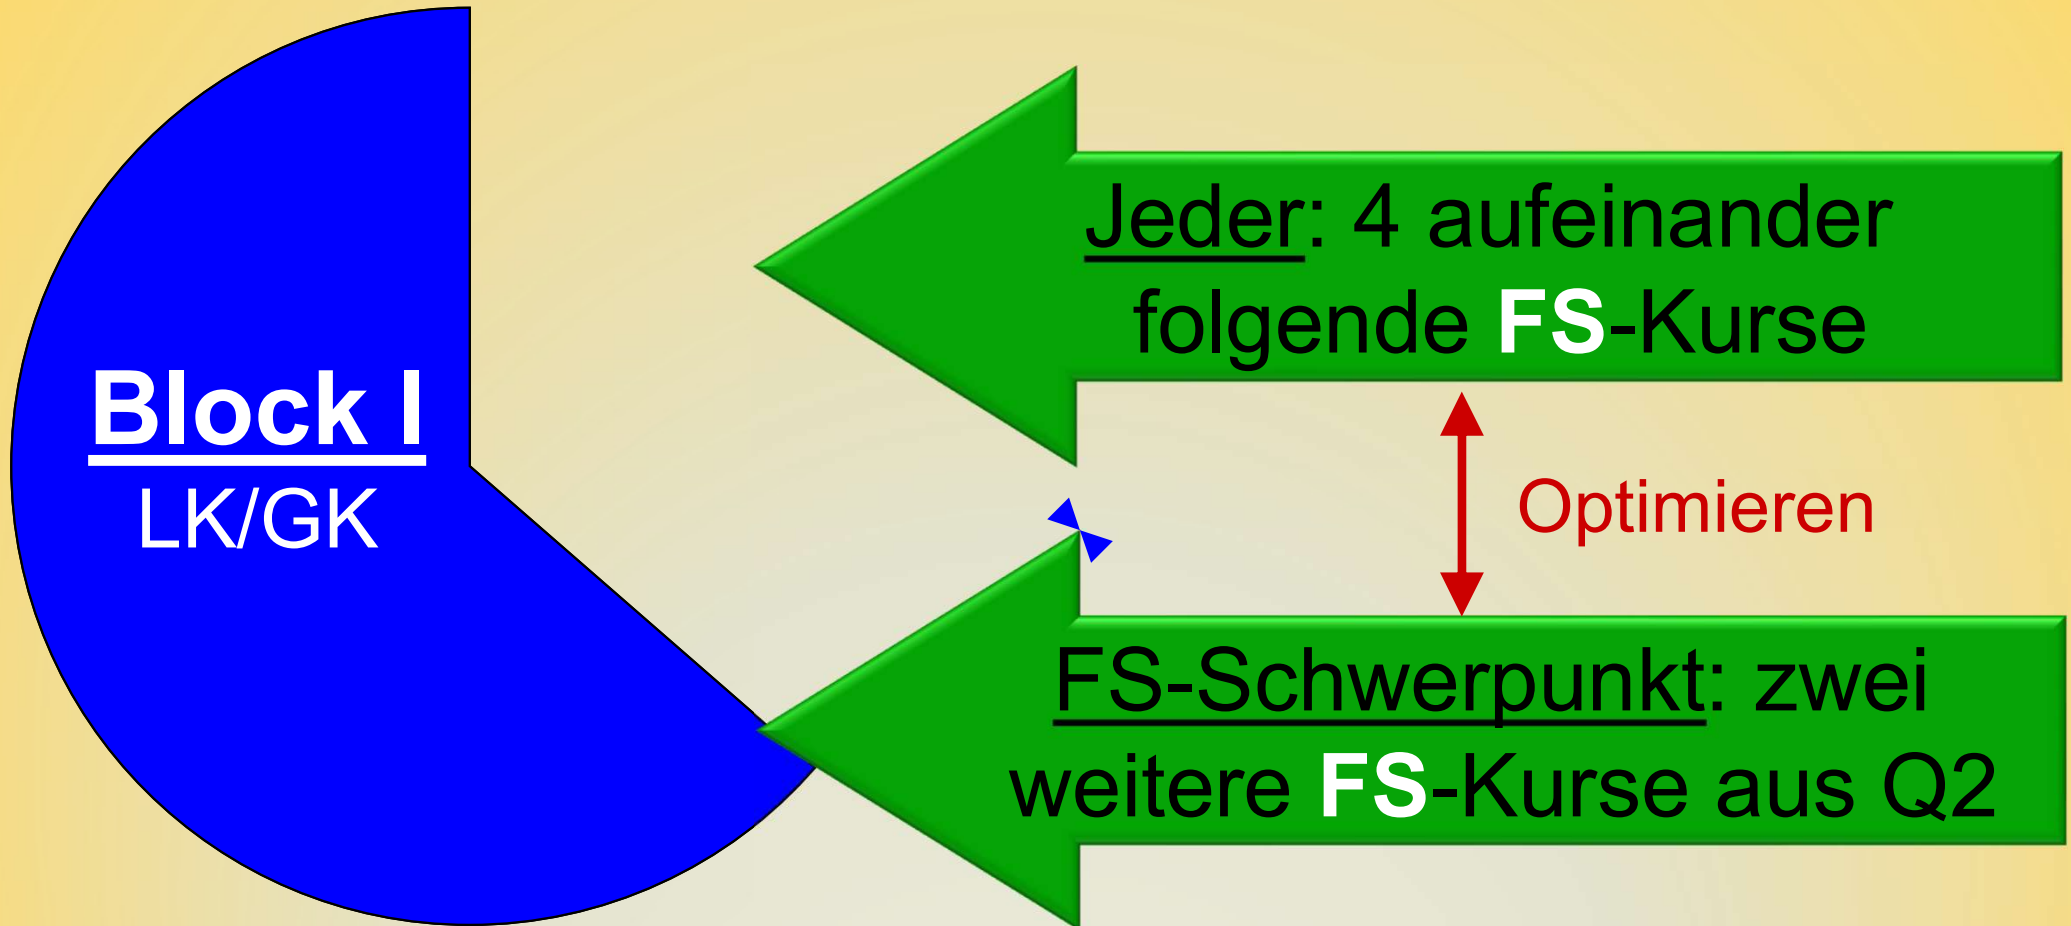 Block I
LK/GK
Jeder: 4 aufeinander
folgende FS-Kurse
Optimieren
FS-Schwerpunkt: zwei
weitere FS-Kurse aus Q2